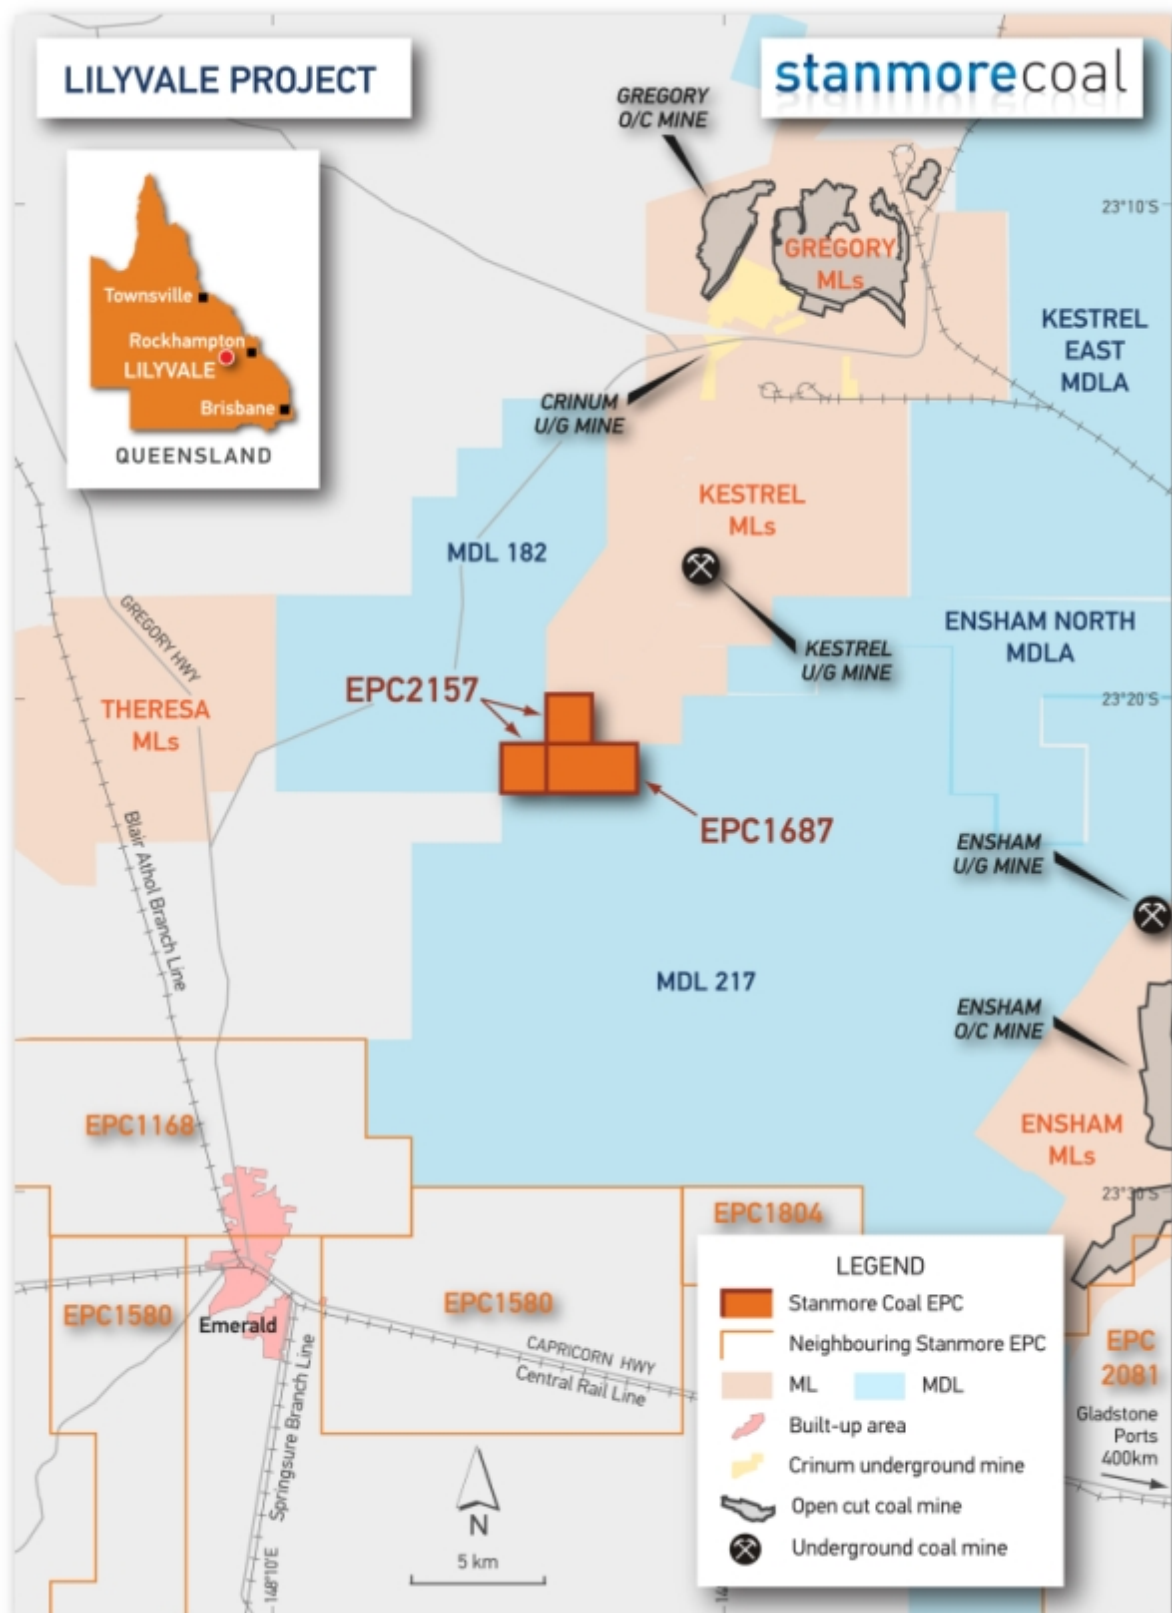 LILYVALE PROJECT
stanmorecoal
GREGORY
O/C MINE
23°10'S
GREGORY
MLs
Townsville
Rockhampton
LILYVALE
Brisbane
QUEENSLAND
KESTREL
EAST
MDLA
CRINUM
U/G MINE
KESTREL
MLs
MDL 182
GREGORY HWY
ENSHAM NORTH
MDLA
KESTREL
U/G MINE
EPC2157
23°20'S
THERESA
MLs
EPC1687
Blair Athol Branch Line
ENSHAM
U/G MINE
MDL 217
ENSHAM
O/C MINE
EPC1168
ENSHAM
MLs
23°30'S
EPC1804
EPC1580
EPC1580
Emerald
CAPRICORN HWY
Central Rail Line
Springsure Branch Line
LEGEND
Stanmore Coal EPC
Neighbouring Stanmore EPC
ML
MDL
Built-up area
Crinum underground mine
Open cut coal mine
Underground coal mine
EPC
2081
Gladstone
Ports
400km
N
5 km
148°10'E